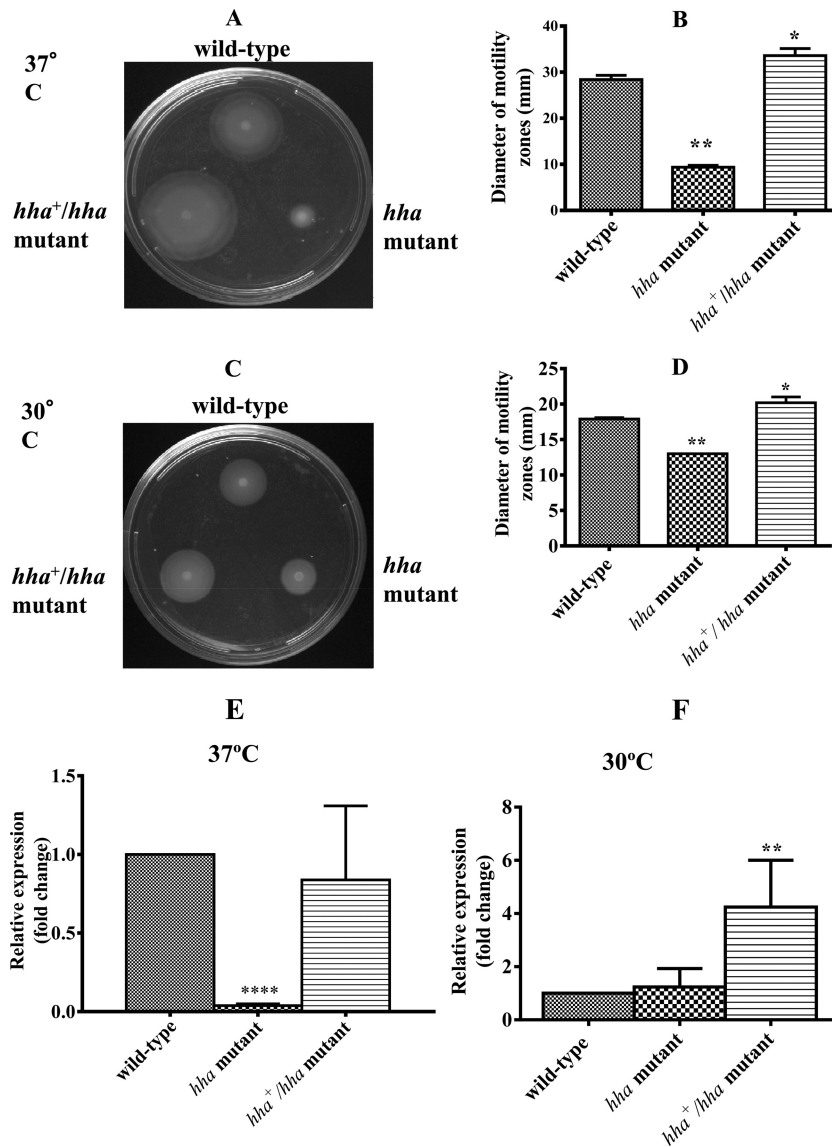 A
wild-type
37°
C
hha⁺/hha
mutant
hha
mutant
B
Diameter of motility
zones (mm)
40
30
20
10
0
*
**
wild-type
hha mutant
hha⁺/hha mutant
C
wild-type
30°
C
hha⁺/hha
mutant
hha
mutant
D
Diameter of motility
zones (mm)
25
20
15
10
5
0
*
**
wild-type
hha mutant
hha⁺/ hha mutant
E
37ºC
Relative expression
(fold change)
1.5
1.0
0.5
0.0
****
wild-type
hha mutant
hha⁺/hha mutant
F
30ºC
Relative expression
(fold change)
8
6
4
2
0
**
wild-type
hha mutant
hha⁺/hha mutant